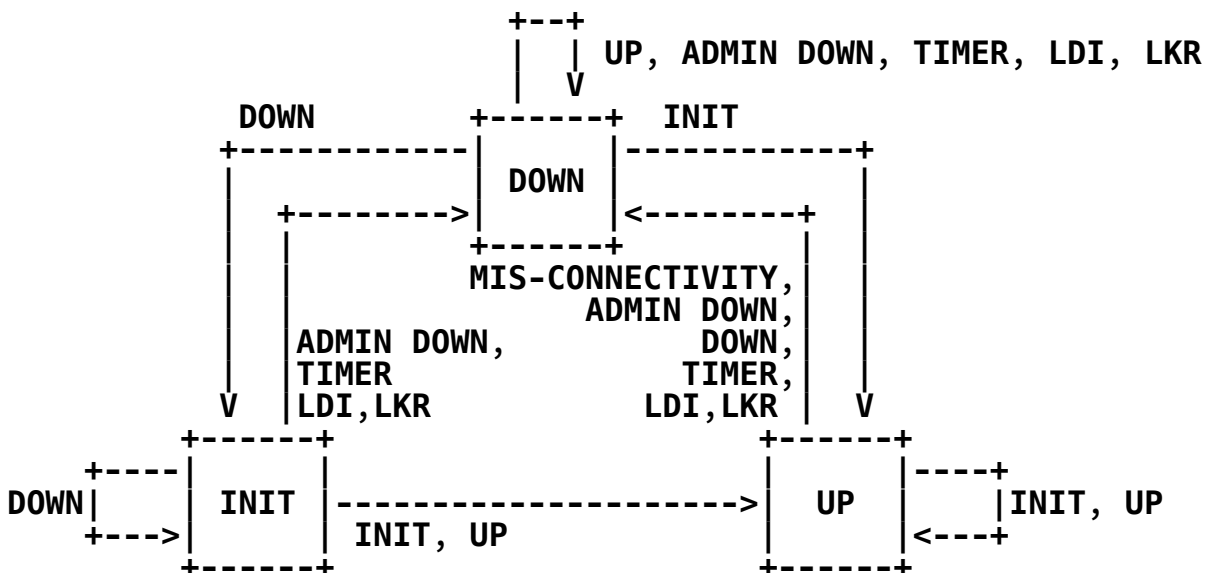 UP, ADMIN DOWN, TIMER, LDI, LKR
DOWN INIT
DOWN
MIS-CONNECTIVITY,
ADMIN DOWN,
ADMIN DOWN, DOWN,
TIMER TIMER,
LDI,LKR LDI,LKR
DOWN INIT UP INIT, UP
INIT, UP